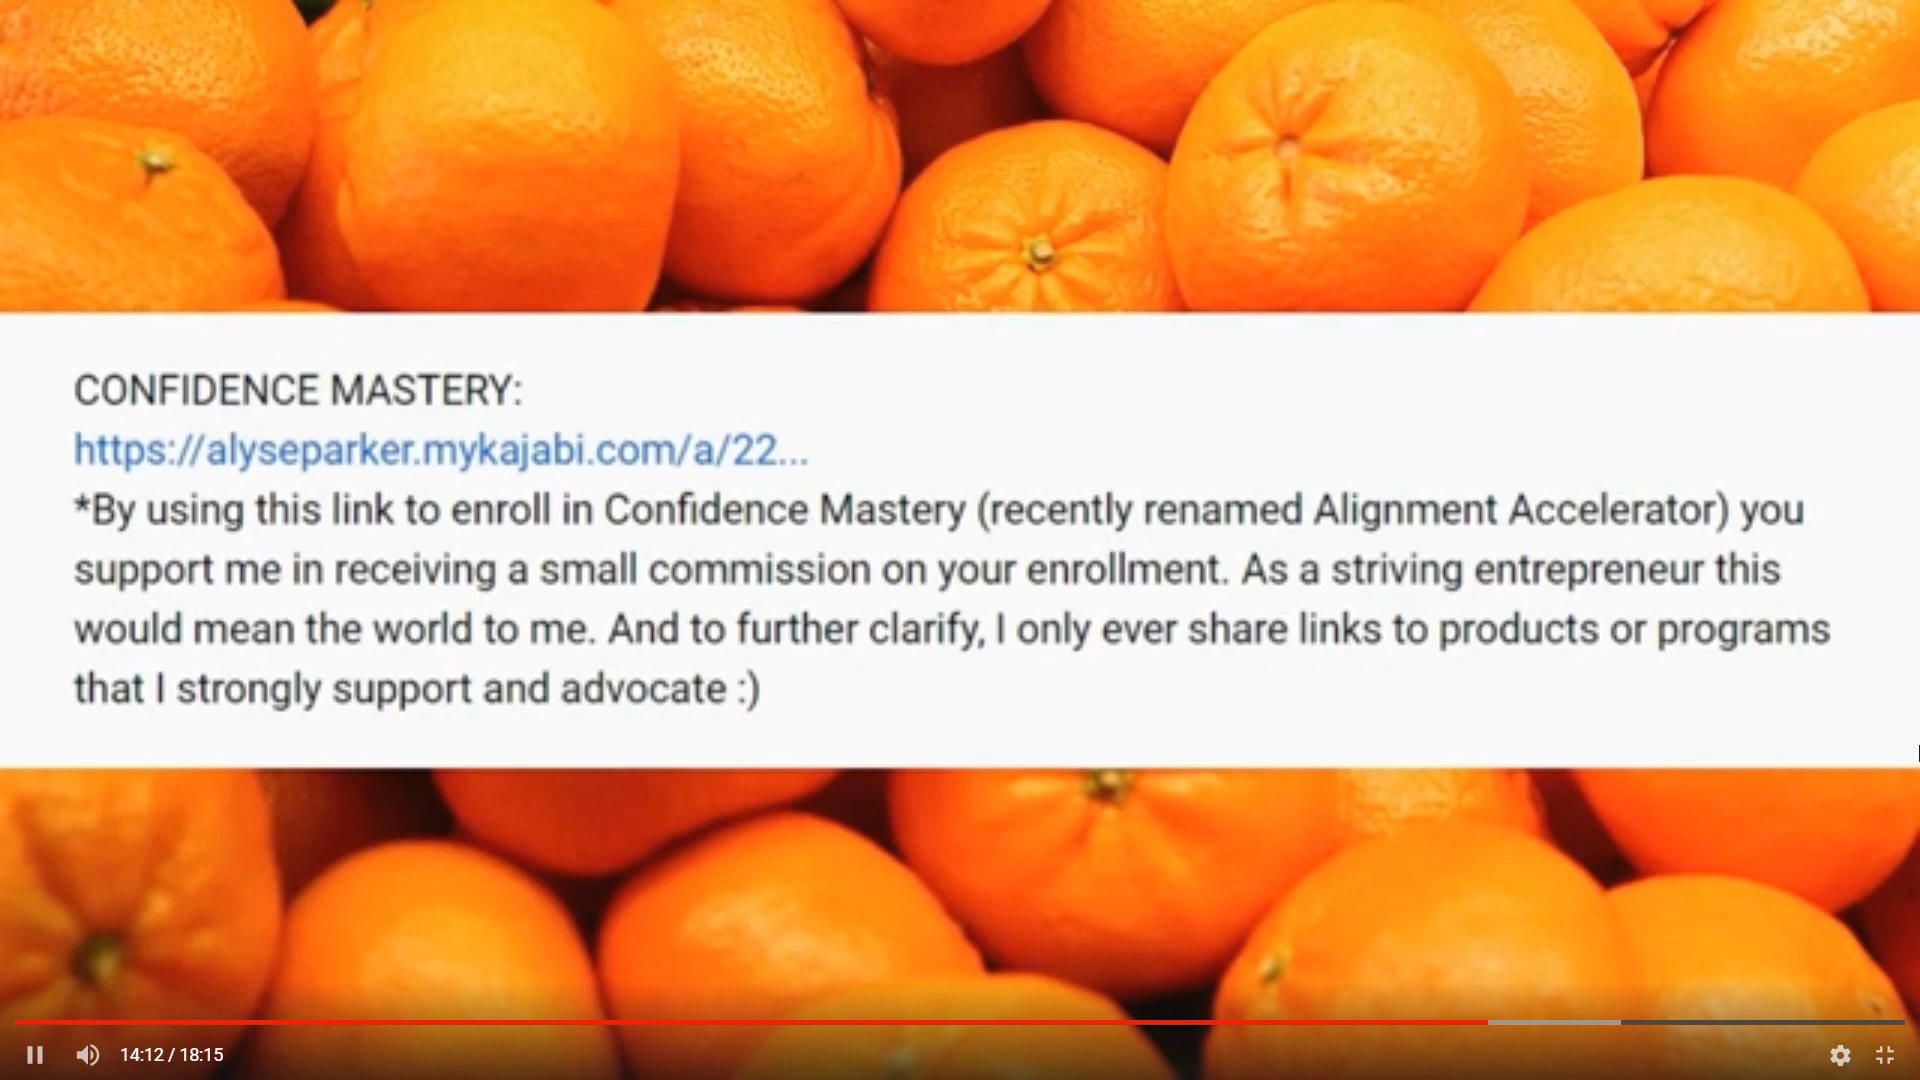 CONFIDENCE MASTERY:
https://alyseparker.mykajabi.com/a/22...
*By using this link to enroll in Confidence Mastery (recently renamed Alignment Accelerator) you
support me in receiving a small commission on your enrollment. As a striving entrepreneur this
would mean the world to me. And to further clarify, I only ever share links to products or programs
that I strongly support and advocate :)
14:12 / 18:15